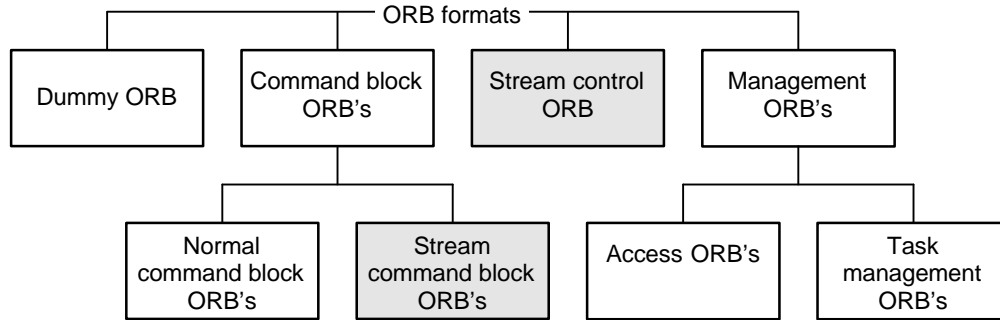 ORB formats
Dummy ORB
Command block
ORB's
Stream control
ORB
Management
ORB's
Normal
command block
ORB's
Stream
command block
ORB's
Access ORB's
Task
management
ORB's